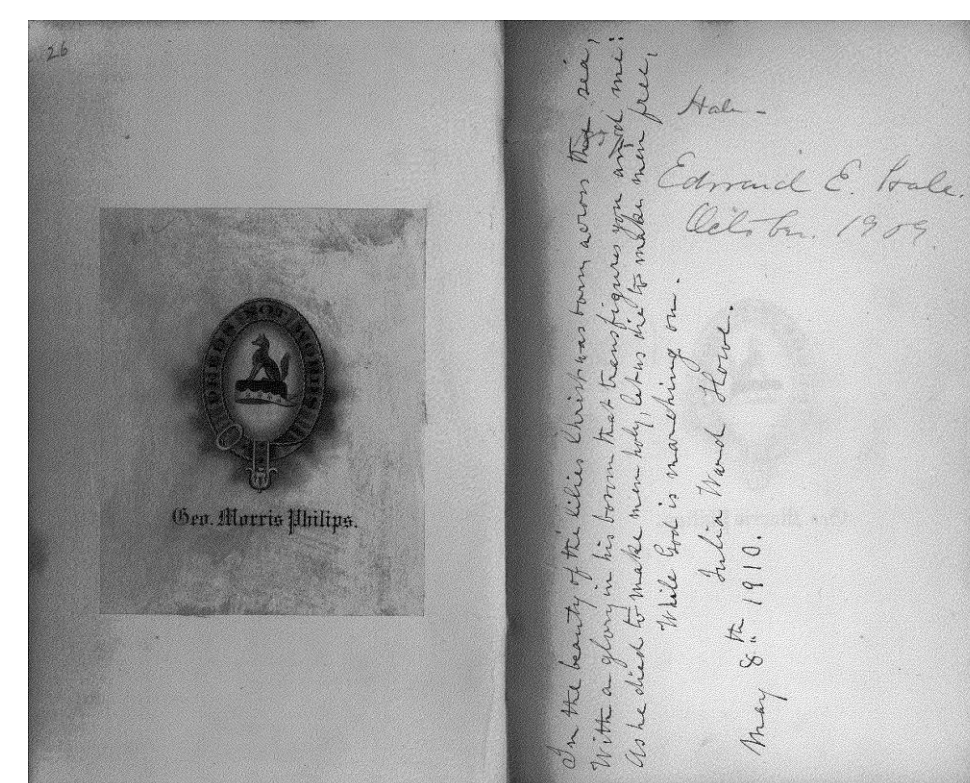 26
Geo. Morris Philips.
Hale -
Edward E. Hale.
October. 1909.
In the beauty of the lilies Christ was born across the sea,
With a glory in his bosom that transfigures you and me:
As he died to make men holy, let us die to make men free,
While God is marching on.
Julia Ward Howe.
May 8th 1910.